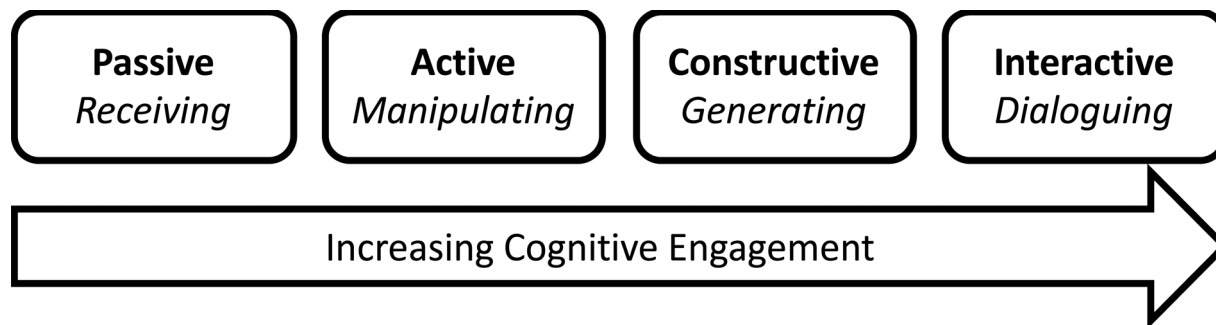 Passive
Receiving
Active
Manipulating
Constructive
Generating
Interactive
Dialoguing
Increasing Cognitive Engagement